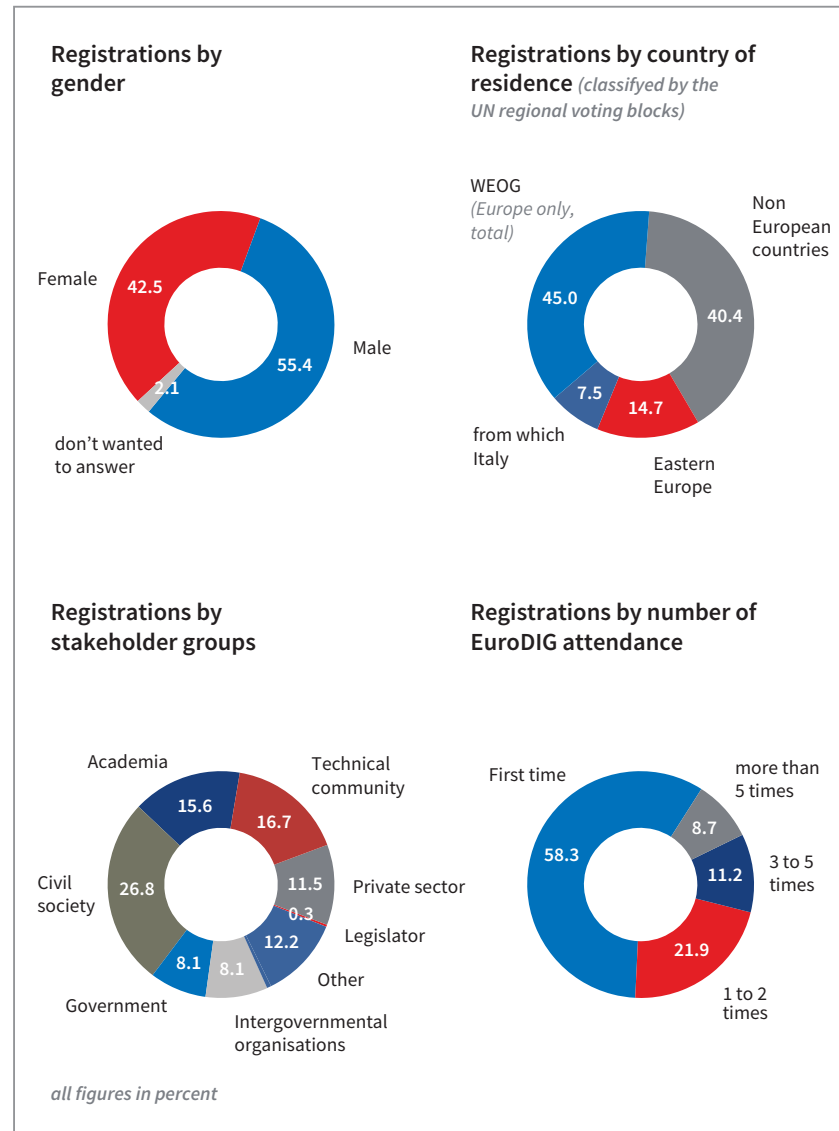 Registrations by
gender
Female
42.5
55.4
Male
2.1
don't wanted
to answer
Registrations by country of
residence (classifyed by the
UN regional voting blocks)
WEOG
(Europe only,
total)
Non
European
countries
45.0
40.4
7.5
14.7
from which
Italy
Eastern
Europe
Registrations by
stakeholder groups
Academia
Technical
community
15.6
16.7
Civil
society
26.8
11.5
Private sector
0.3
Legislator
12.2
Other
8.1
8.1
Government
Intergovernmental
organisations
Registrations by number of
EuroDIG attendance
First time
more than
5 times
58.3
8.7
11.2
3 to 5
times
21.9
1 to 2
times
all figures in percent